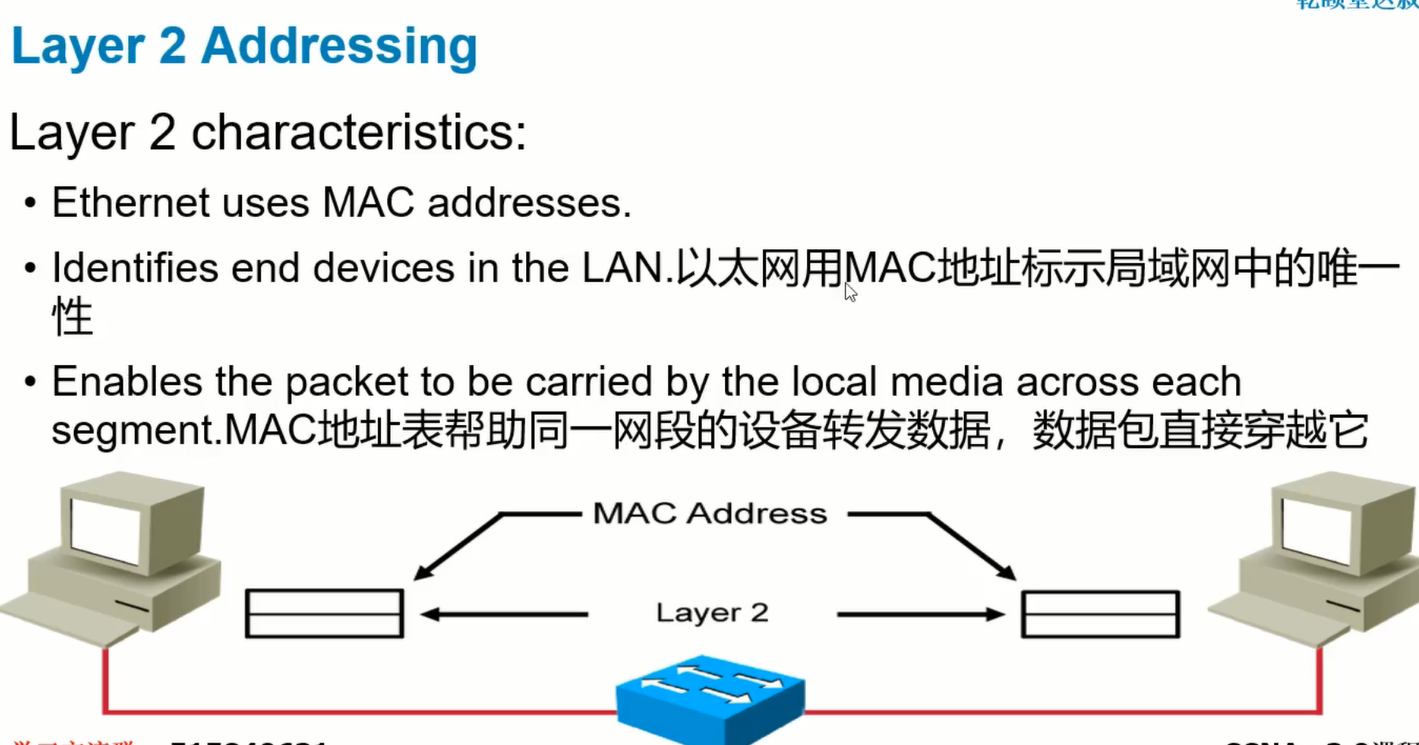 Layer 2 Addressing
Layer 2 characteristics:
• Ethernet uses MAC addresses.
• Identifies end devices in the LAN.以太网用MAC地址标示局域网中的唯一
性
• Enables the packet to be carried by the local media across each
segment.MAC地址表帮助同一网段的设备转发数据，数据包直接穿越它
MAC Address
Layer 2